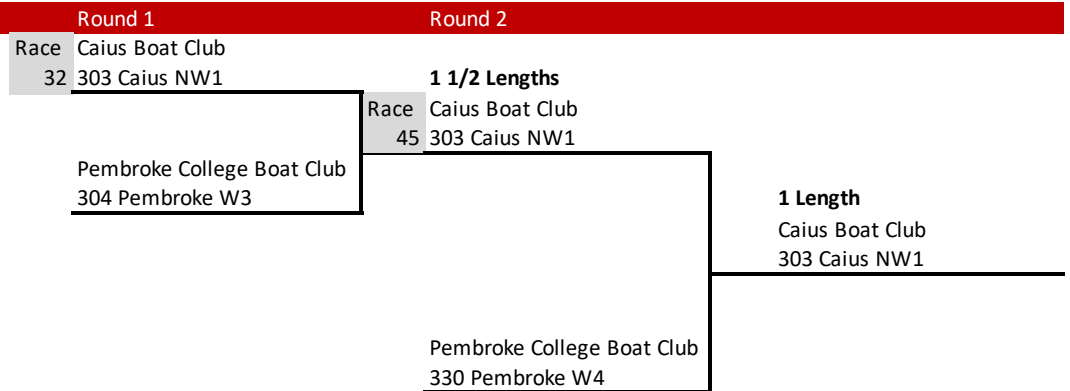 Round 1 Round 2
Race Caius Boat Club
32 303 Caius NW1 1 1/2 Lengths
Race Caius Boat Club
45 303 Caius NW1
Pembroke College Boat Club
304 Pembroke W3 1 Length
Caius Boat Club
303 Caius NW1
Pembroke College Boat Club
330 Pembroke W4